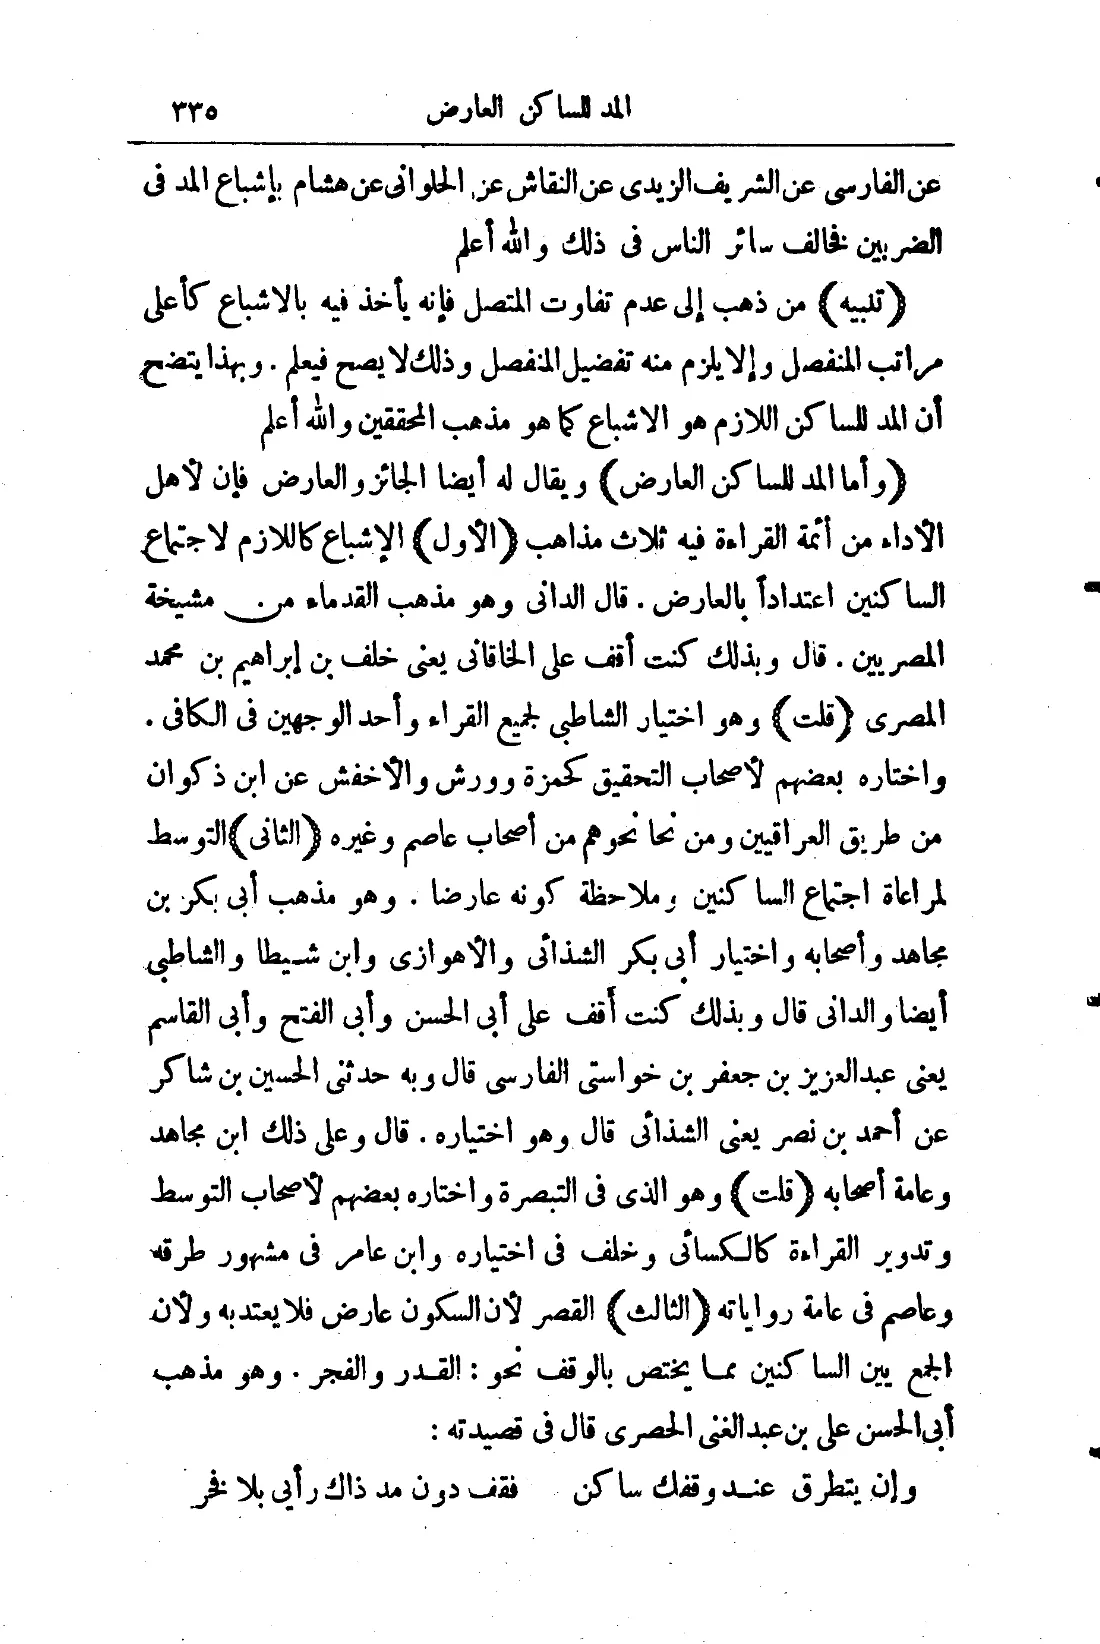 المد للساكن العارض ٣٣٥
عن الفارسى عن الشريف الزيدى عن النقاش عن الحلوانى عن هشام بإشباع المد فى
الضربين فخالف سائر الناس فى ذلك والله أعلم
(تنبيه) من ذهب إلى عدم تفاوت المتصل فإنه يأخذ فيه بالاشباع كأعلى
مراتب المنفصل وإلا يلزم منه تفضيل المنفصل وذلك لا يصح فيعلم . وبهذا يتضح
أن المد للساكن اللازم هو الاشباع كما هو مذهب المحققين والله أعلم
(وأما المد للساكن العارض) ويقال له أيضا الجائز والعارض فإن لأهل
الأداء من أئمة القراءة فيه ثلاث مذاهب (الأول) الإشباع كاللازم لاجتماع
الساكنين اعتداداً بالعارض . قال الدانى وهو مذهب القدماء من مشيخة
المصريين . قال وبذلك كنت أقف على الخاقانى يعنى خلف بن إبراهيم بن محمد
المصرى (قلت) وهو اختيار الشاطبي لجميع القراء وأحد الوجهين فى الكافى .
واختاره بعضهم لأصحاب التحقيق كحمزة وورش والأخفش عن ابن ذكوان
من طريق العراقيين ومن نحا نحوهم من أصحاب عاصم وغيره (الثانى) التوسط
لمراعاة اجتماع الساكنين وملاحظة كونه عارضا . وهو مذهب أبى بكر بن
مجاهد وأصحابه واختيار أبى بكر الشذائى والأهوازى وابن شيطا والشاطبي
أيضا والدانى قال وبذلك كنت أقف على أبى الحسن وأبى الفتح وأبى القاسم
يعنى عبدالعزيز بن جعفر بن خواستى الفارسى قال وبه حدثنى الحسين بن شاكر
عن أحمد بن نصر يعنى الشذائى قال وهو اختياره . قال وعلى ذلك ابن مجاهد
وعامة أصحابه (قلت) وهو الذى فى التبصرة واختاره بعضهم لأصحاب التوسط
وتدوير القراءة كالكسائى وخلف فى اختياره وابن عامر فى مشهور طرقه
وعاصم فى عامة رواياته (الثالث) القصر لأن السكون عارض فلا يعتد به ولأن
الجمع بين الساكنين مما يختص بالوقف نحو : القدر والفجر . وهو مذهب
أبى الحسن على بن عبدالغنى الحصرى قال فى قصيدته :
وإن يتطرق عند وقفك ساكن فقف دون مد ذاك رأيى بلا فخر